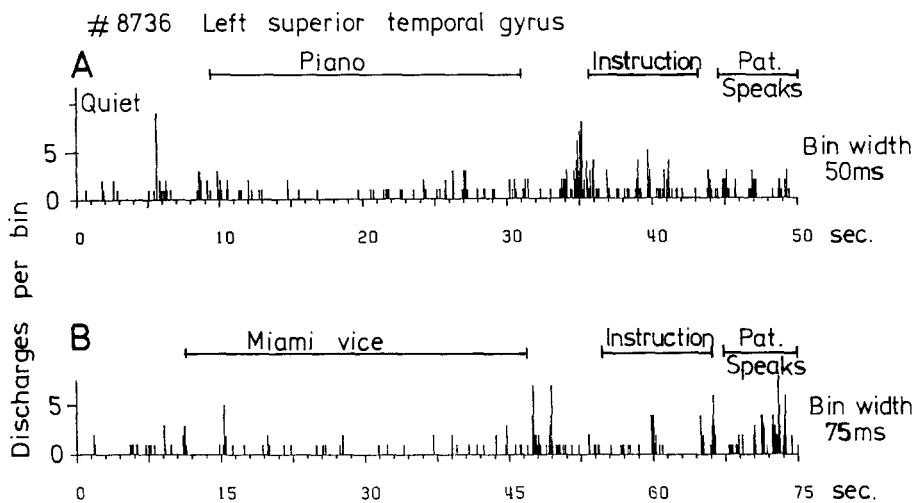 #8736 Left superior temporal gyrus
A
Piano
Instruction
Pat.
Speaks
Quiet
Bin width
50ms
5
0
0 10 20 30 40 50 sec.
Discharges per bin
B
Miami vice
Instruction
Pat.
Speaks
Bin width
75ms
5
0
0 15 30 45 60 75 sec.